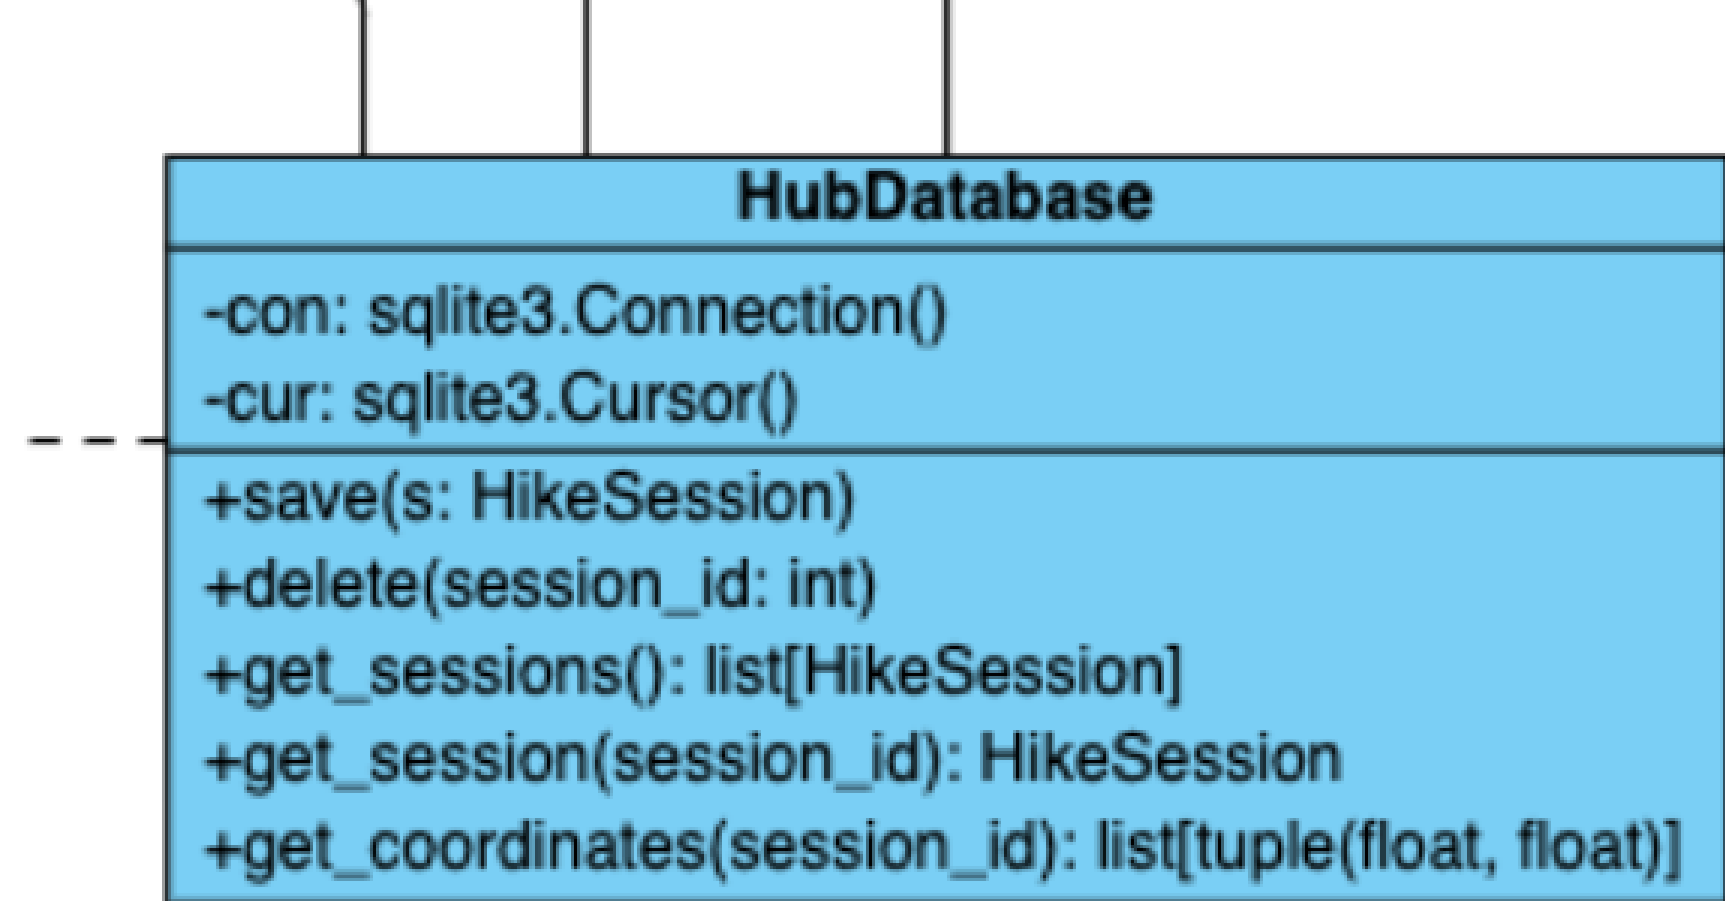 HubDatabase
-con: sqlite3.Connection()
-cur: sqlite3.Cursor()
+save(s: HikeSession)
+delete(session_id: int)
+get_sessions(): list[HikeSession]
+get_session(session_id): HikeSession
+get_coordinates(session_id): list[tuple(float, float)]